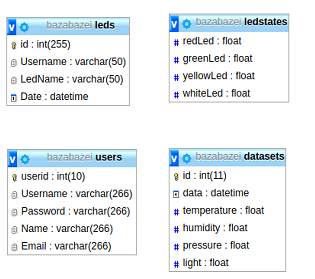 bazabazei leds
id : int(255)
Username : varchar(50)
LedName : varchar(50)
Date : datetime
bazabazei ledstates
redLed : float
greenLed : float
yellowLed : float
whiteLed : float
bazabazei users
userid : int(10)
Username : varchar(266)
Password : varchar(266)
Name : varchar(266)
Email : varchar(266)
bazabazei datasets
id : int(11)
data : datetime
temperature : float
humidity : float
pressure : float
light : float